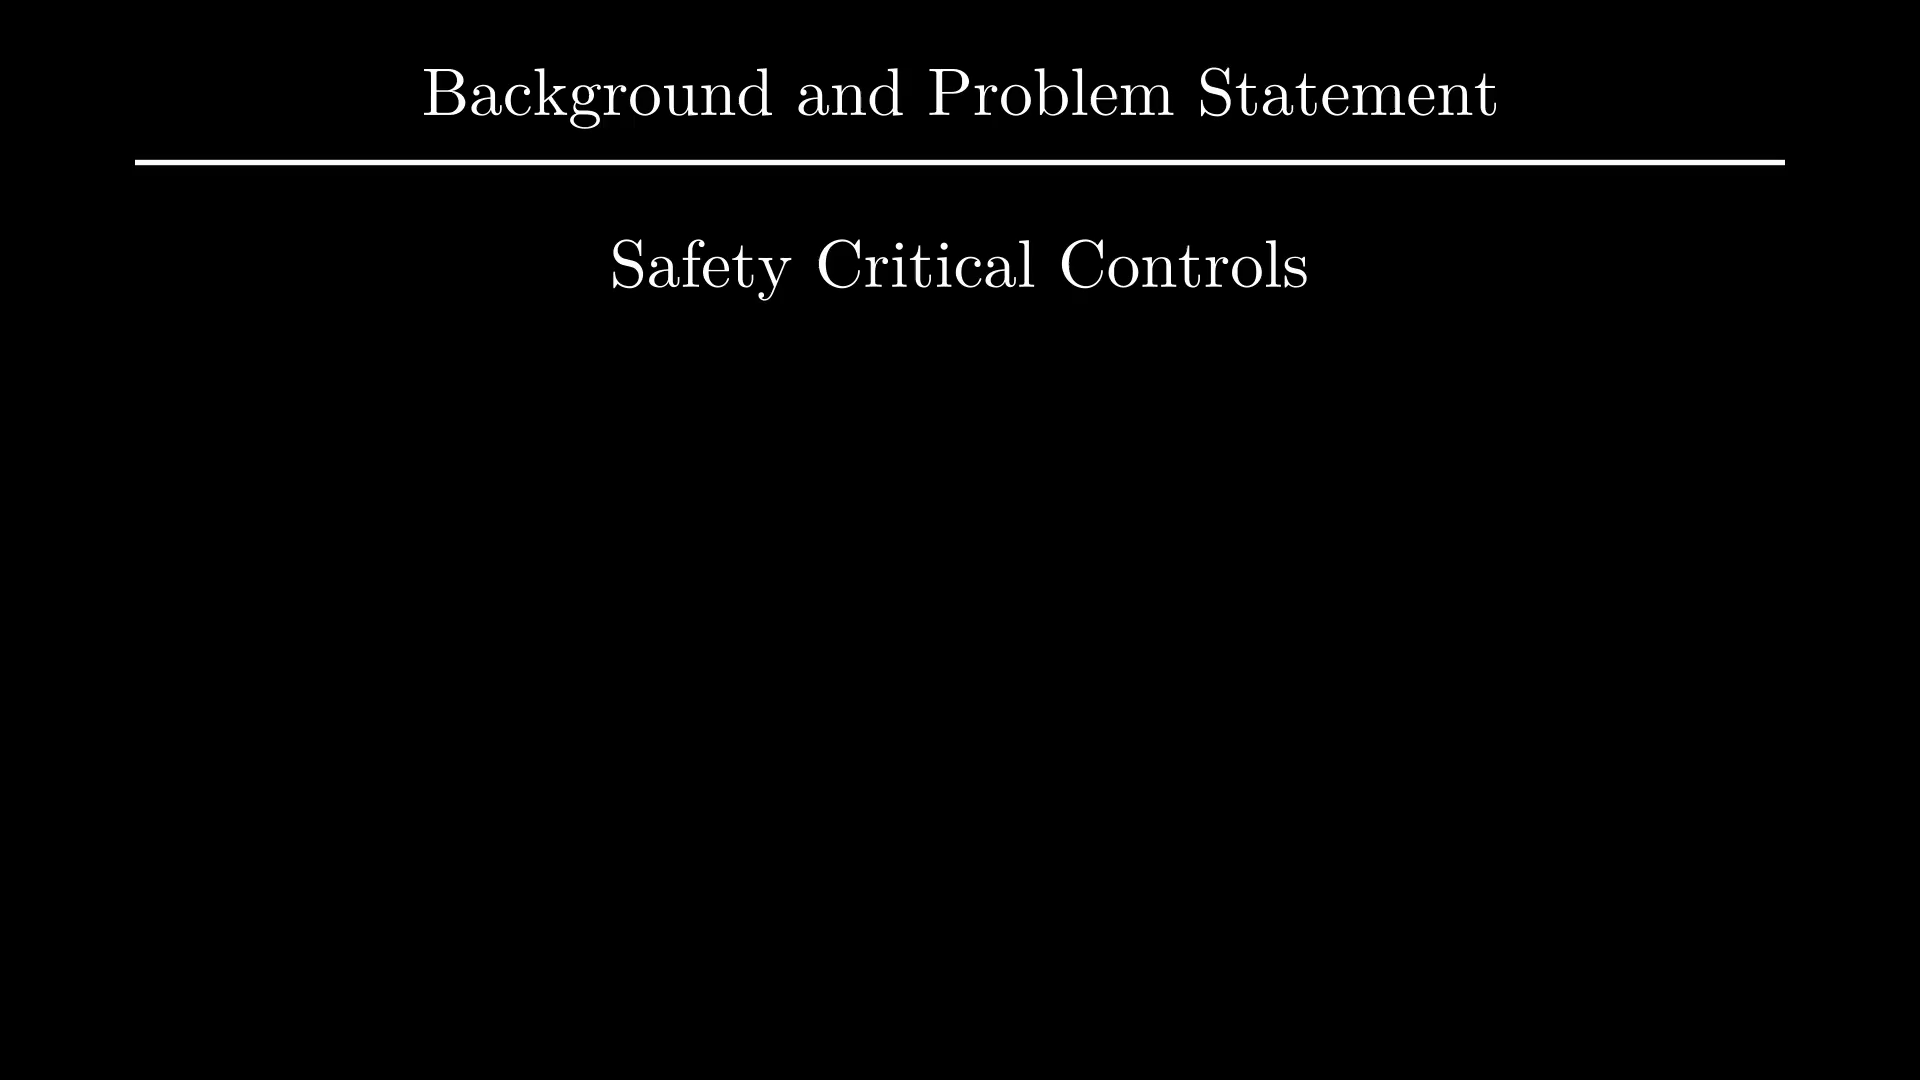 Background and Problem Statement
Safety Critical Controls